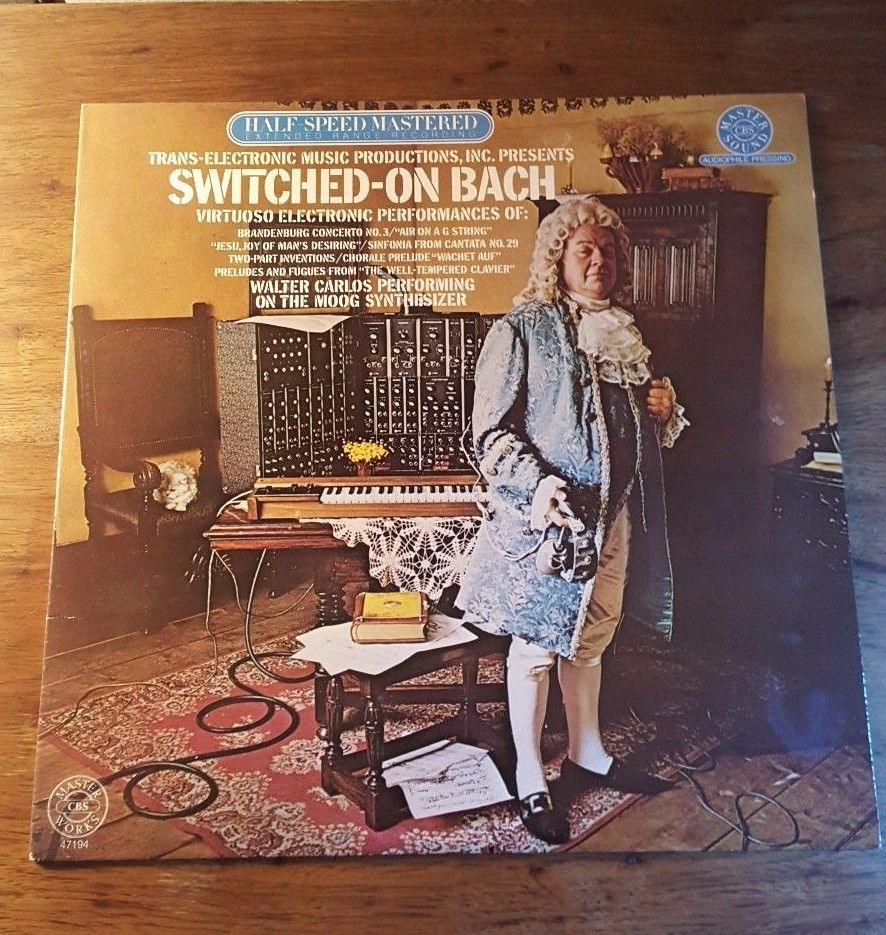 HALF-SPEED MASTERED
EXTENDED RANGE RECORDING
MASTER
CBS
SOUND
AUDIOPHILE PRESSING
TRANS-ELECTRONIC MUSIC PRODUCTIONS, INC. PRESENTS
SWITCHED-ON BACH
VIRTUOSO ELECTRONIC PERFORMANCES OF:
BRANDENBURG CONCERTO NO. 3/"AIR ON A G STRING"
"JESU, JOY OF MAN'S DESIRING"/SINFONIA FROM CANTATA NO. 29
TWO-PART INVENTIONS/CHORALE PRELUDE "WACHET AUF"
PRELUDES AND FUGUES FROM "THE WELL-TEMPERED CLAVIER"
WALTER CARLOS PERFORMING
ON THE MOOG SYNTHESIZER
MASTER
CBS
WORKS
47194